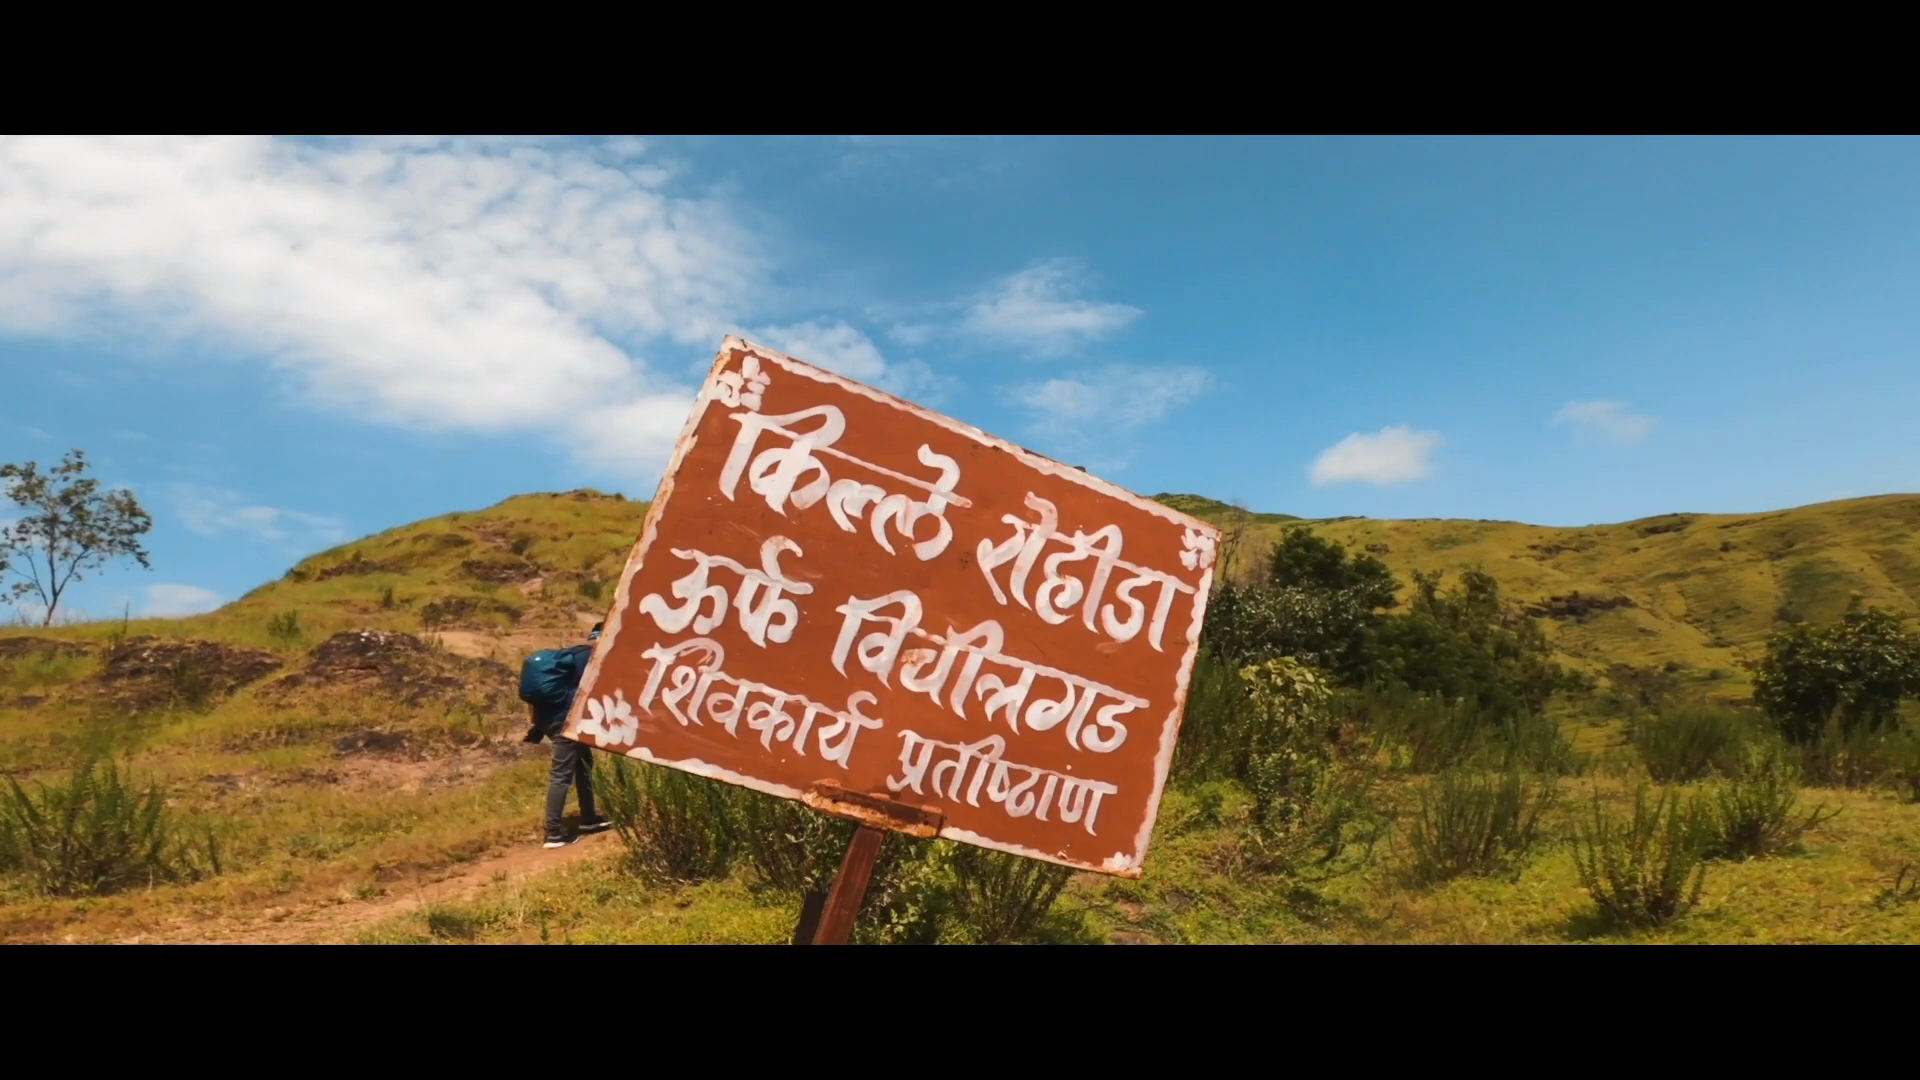 किल्ले रोहीडा
ऊर्फ विचीत्रगड
शिवकार्य प्रतीष्ठाण